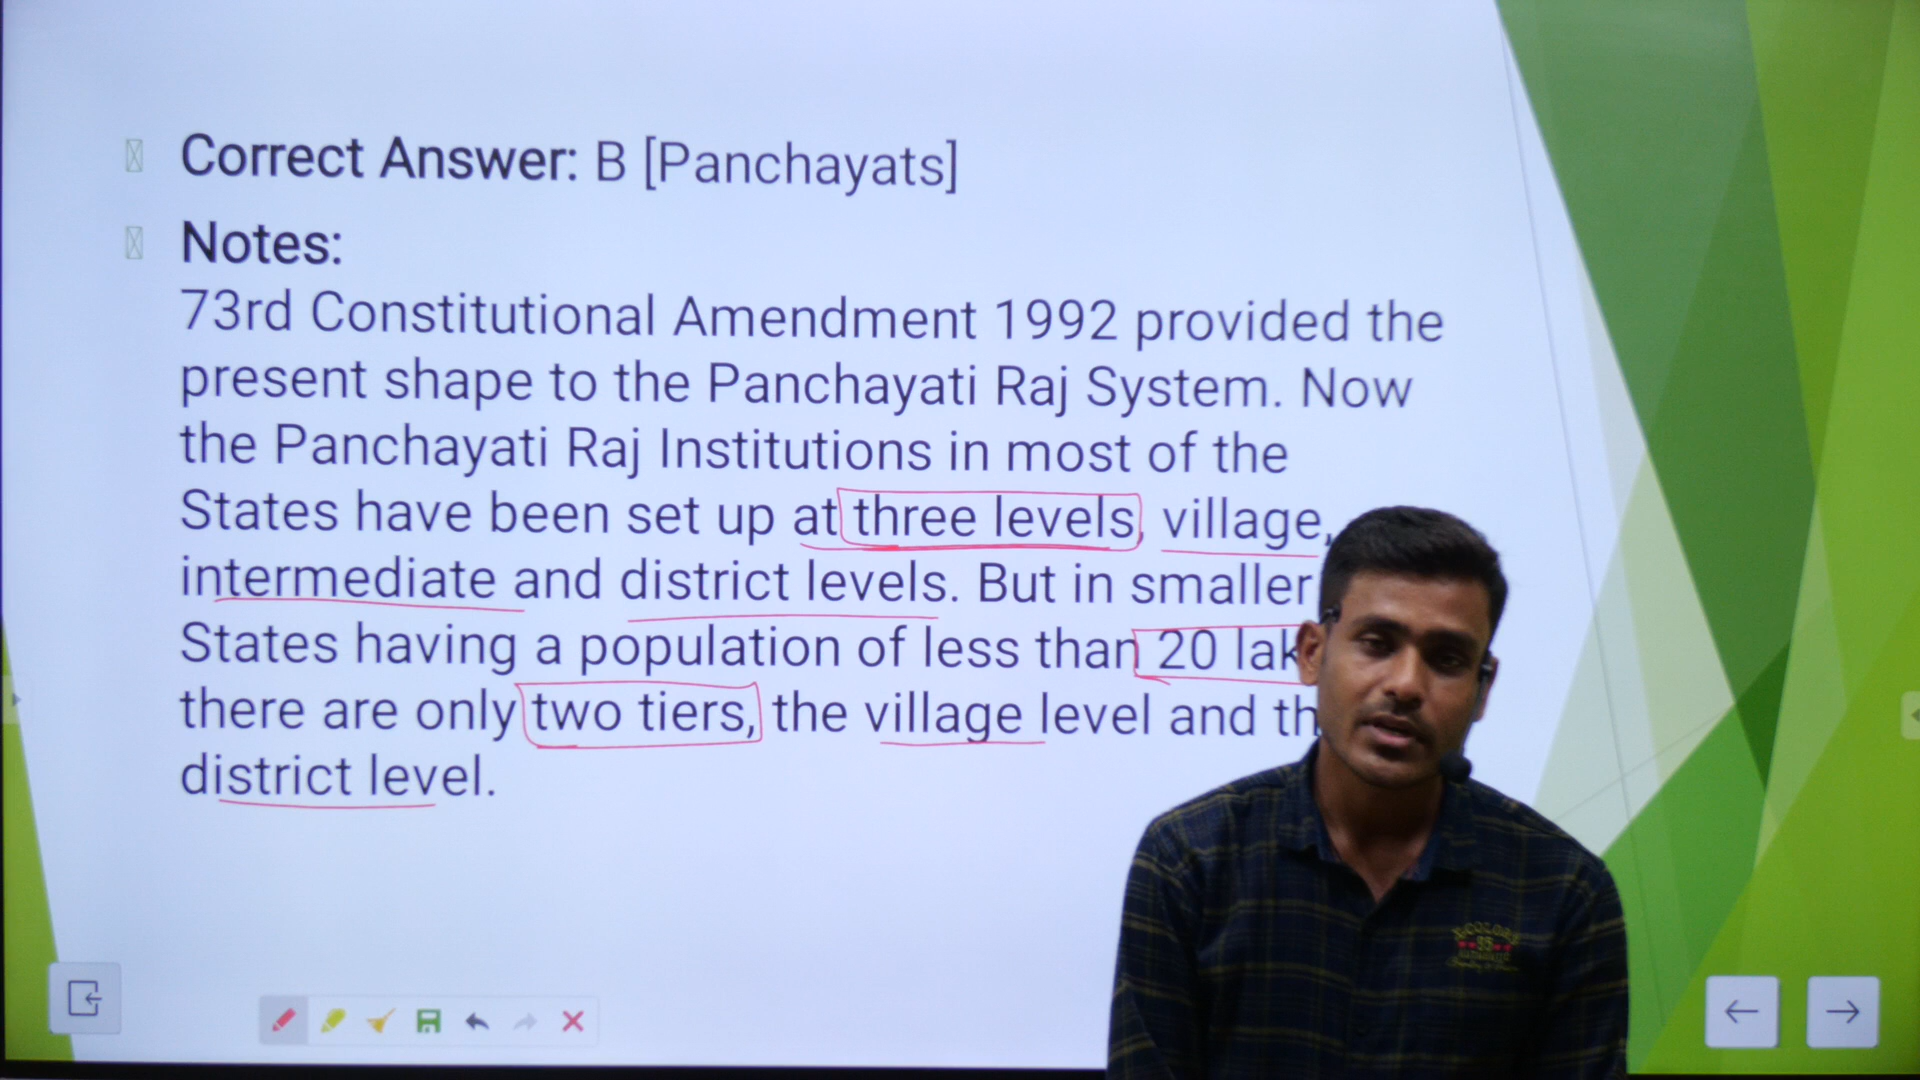 Correct Answer: B [Panchayats]
Notes:
73rd Constitutional Amendment 1992 provided the
present shape to the Panchayati Raj System. Now
the Panchayati Raj Institutions in most of the
States have been set up at three levels, village,
intermediate and district levels. But in smaller
States having a population of less than 20
there are only two tiers, the village level and
district level.